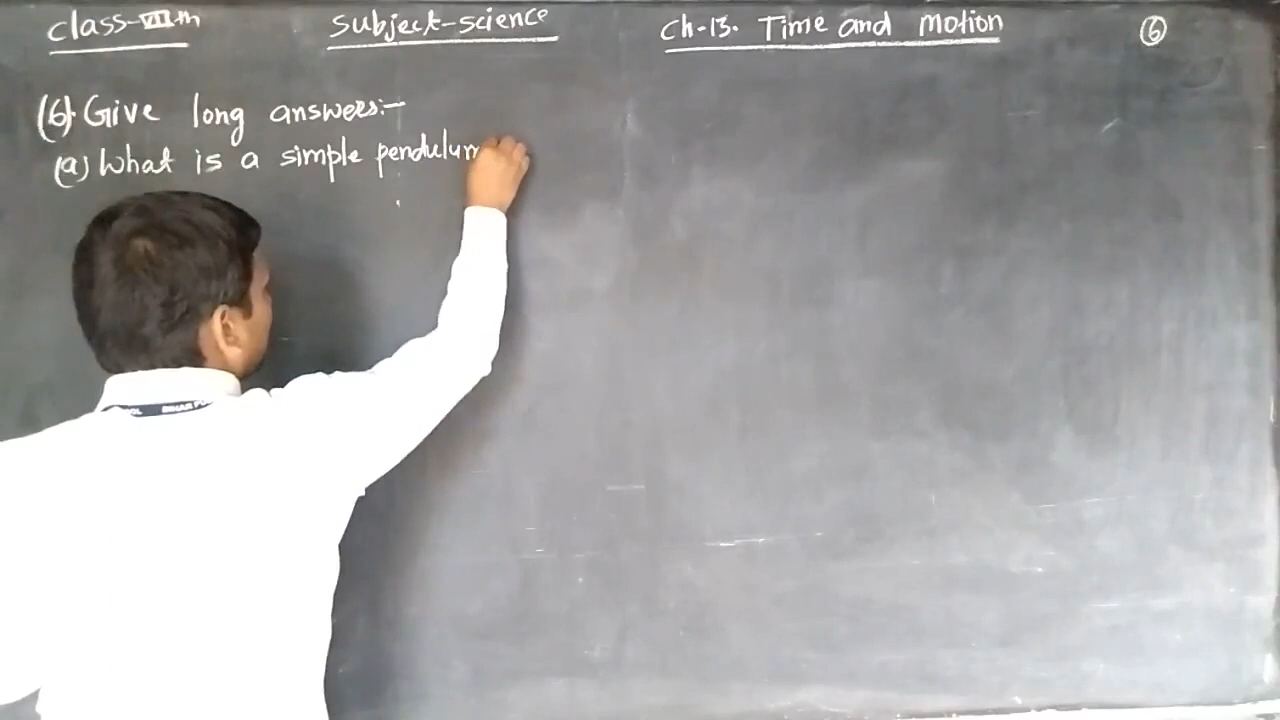 class-VIIth subject-science Ch-13. Time and motion 6
(6) Give long answers:-
(a) What is a simple pendulum